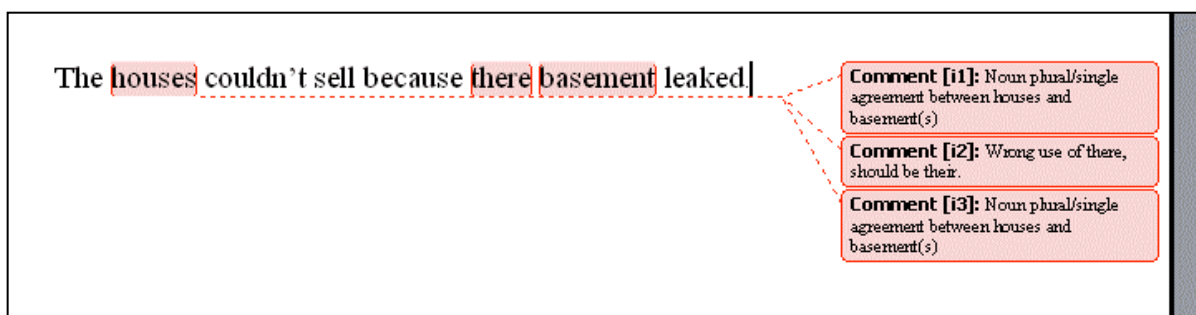 The houses couldn't sell because there basement leaked.
Comment [i1]: Noun plural/single
agreement between houses and
basement(s)
Comment [i2]: Wrong use of there,
should be their.
Comment [i3]: Noun plural/single
agreement between houses and
basement(s)